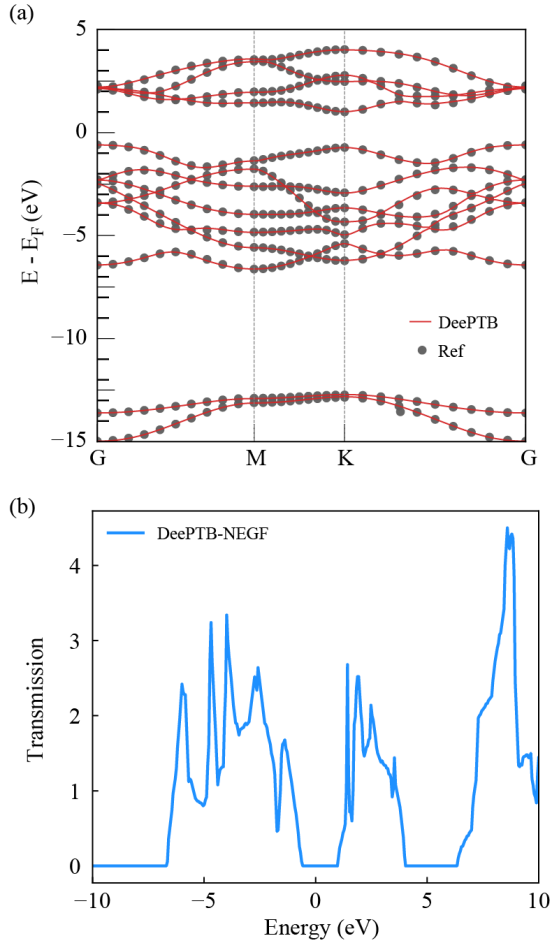 (a)
5
0
−5
−10
−15
E - E_F (eV)
DeePTB
Ref
G M K G
(b)
DeePTB-NEGF
4
3
2
1
0
Transmission
−10 −5 0 5 10
Energy (eV)